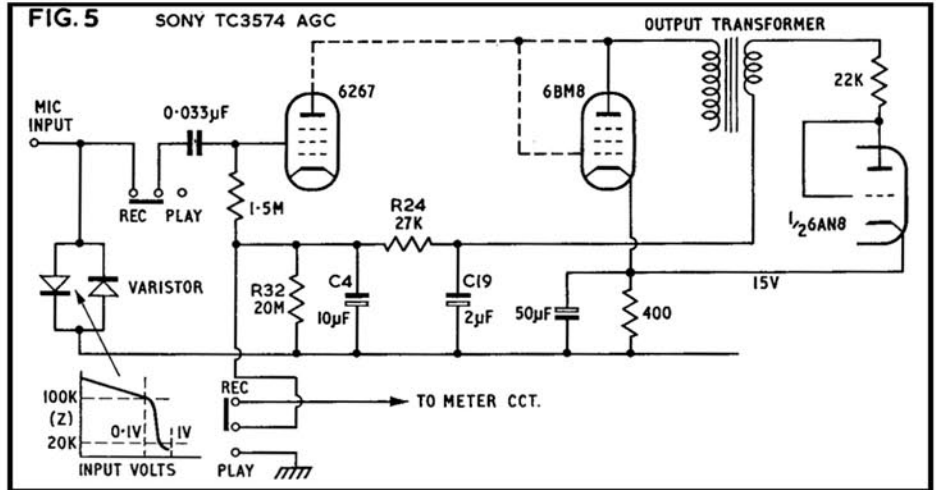 FIG. 5 SONY TC3574 AGC
OUTPUT TRANSFORMER
6267
6BM8
22K
MIC
INPUT
0·033µF
REC PLAY
1·5M
R24
27K
1/2 6AN8
VARISTOR
R32
20M
C4
10µF
C19
2µF
50µF
400
15V
100K
(Z)
20K
0·1V
1V
INPUT VOLTS
REC
TO METER CCT.
PLAY